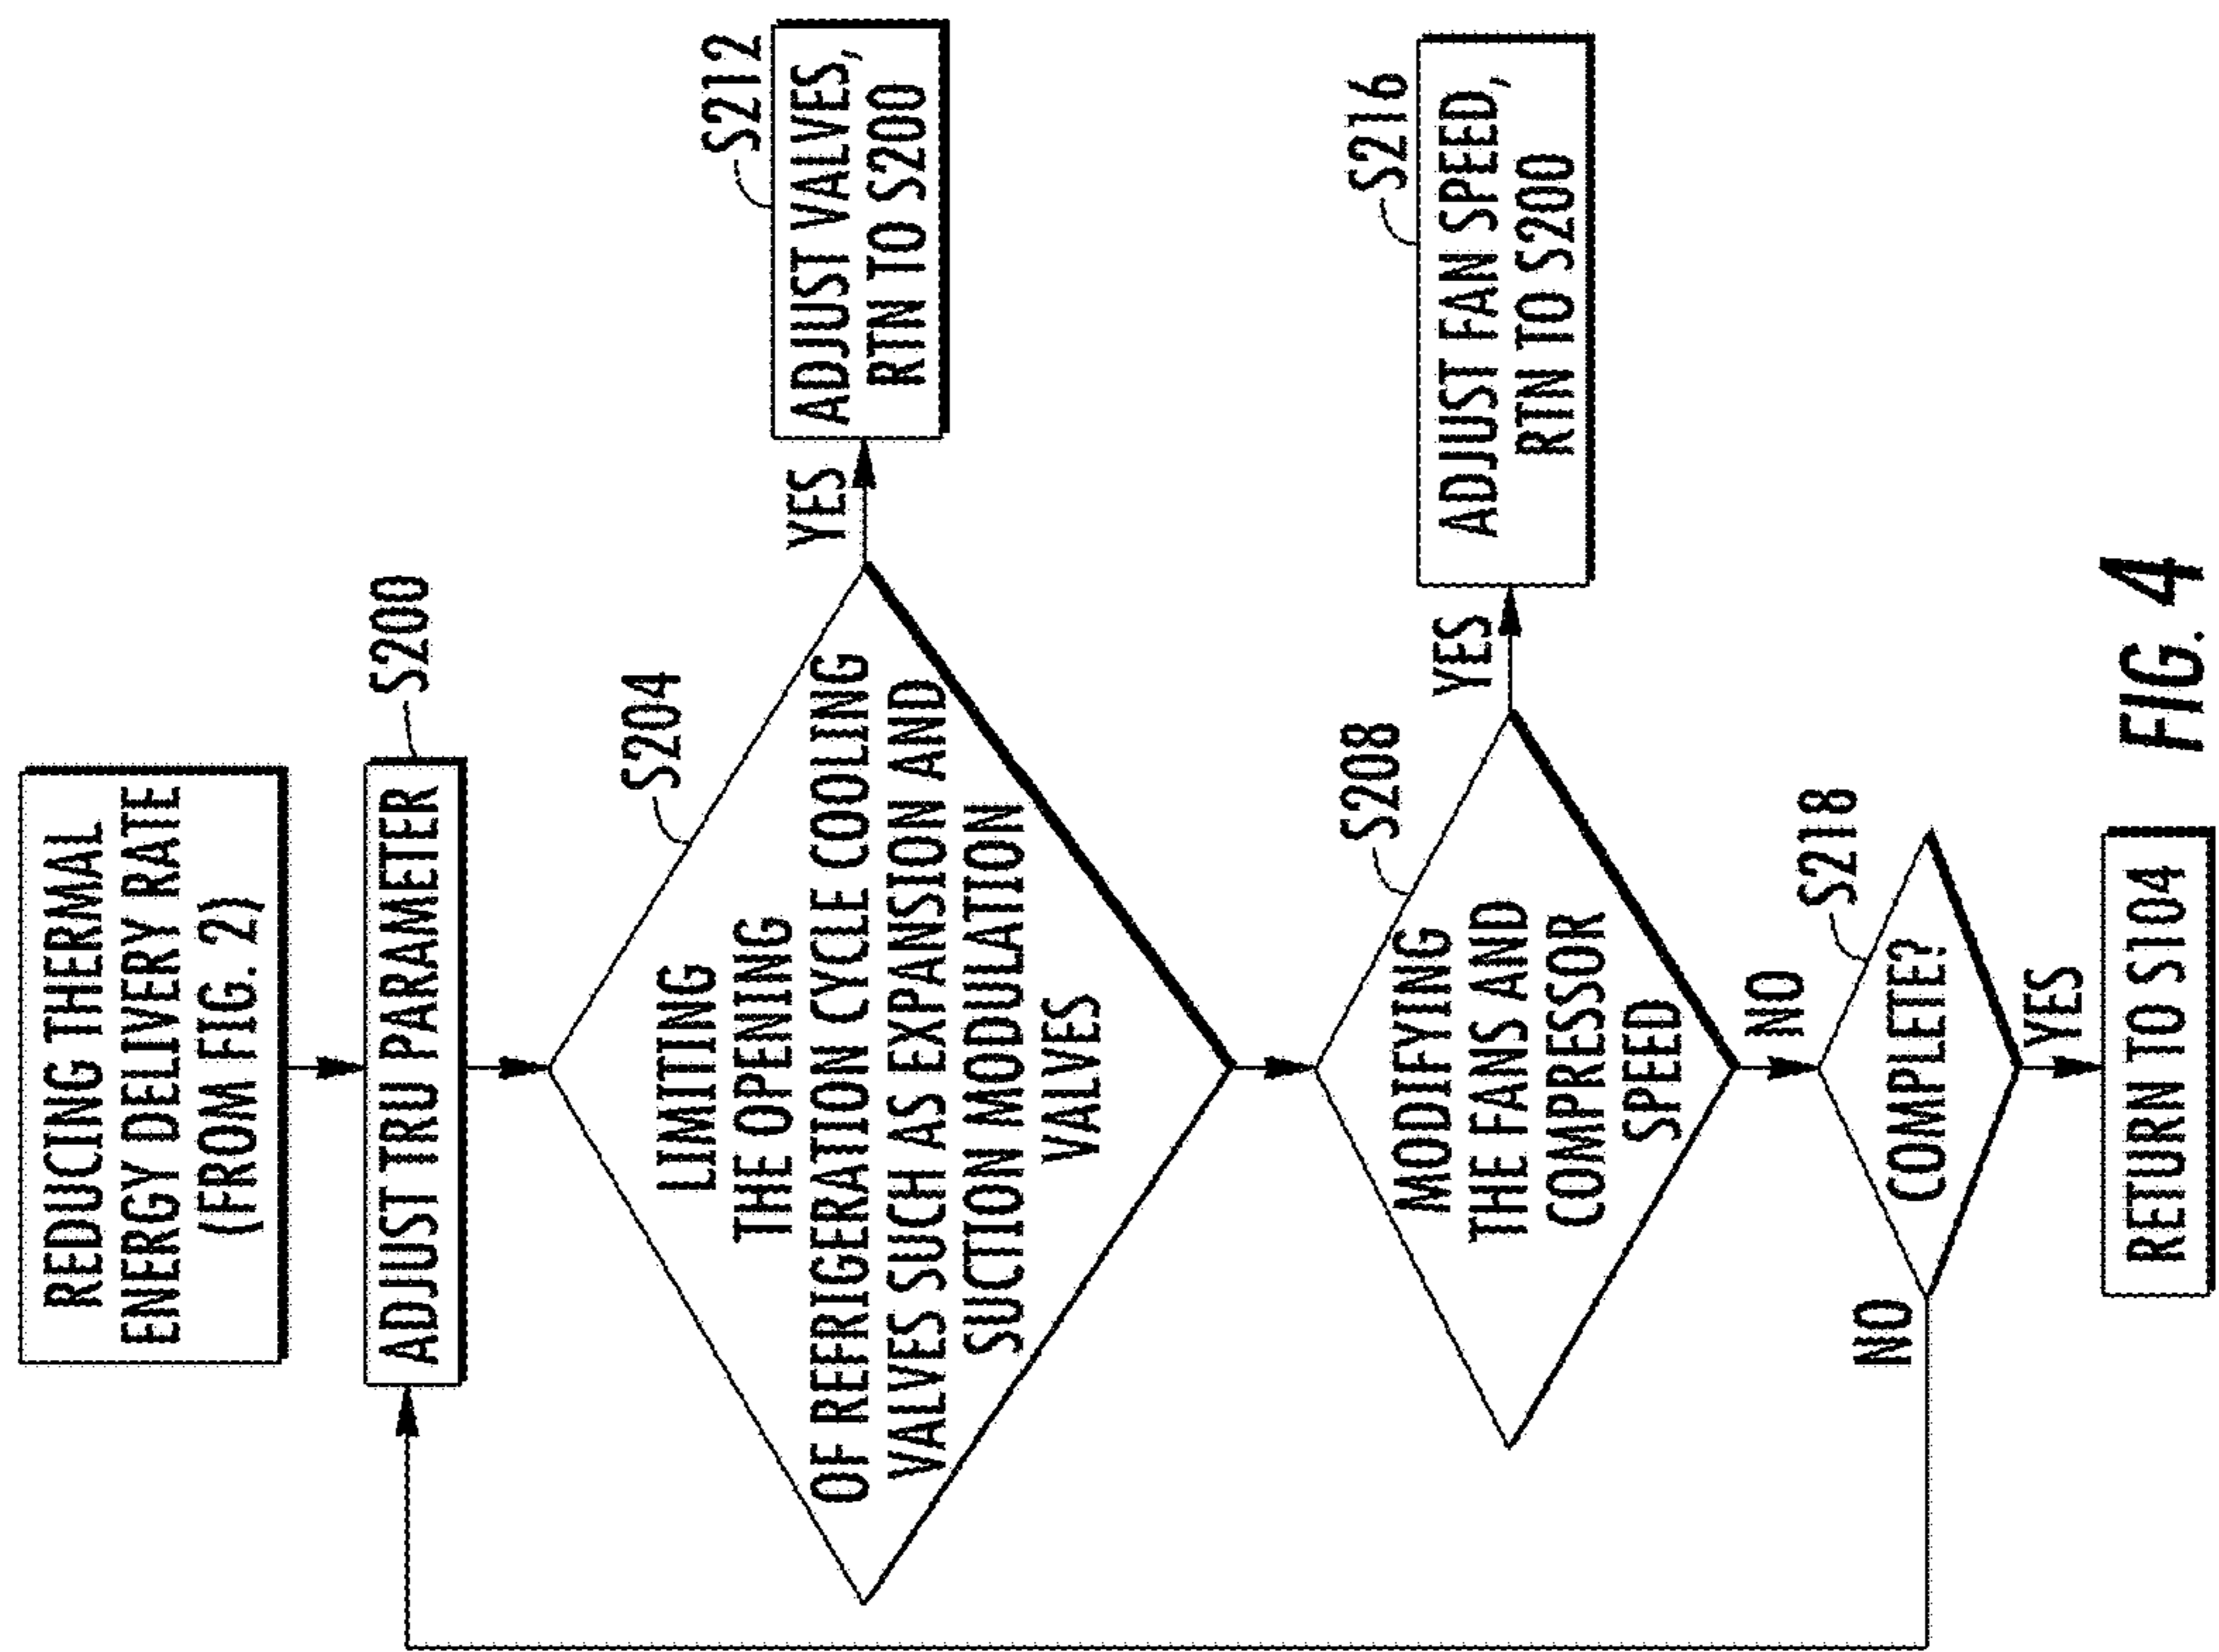 REDUCING THERMAL
ENERGY DELIVERY RATE
(FROM FIG. 2)
ADJUST TRU PARAMETER
S200
S204
LIMITING
THE OPENING
OF REFRIGERATION CYCLE COOLING
VALVES SUCH AS EXPANSION AND
SUCTION MODULATION
VALVES
YES
S212
ADJUST VALVES,
RTN TO S200
S208
MODIFYING
THE FANS AND
COMPRESSOR
SPEED
YES
S216
ADJUST FAN SPEED,
RTN TO S200
NO
S218
COMPLETE?
NO
YES
RETURN TO S104
FIG. 4